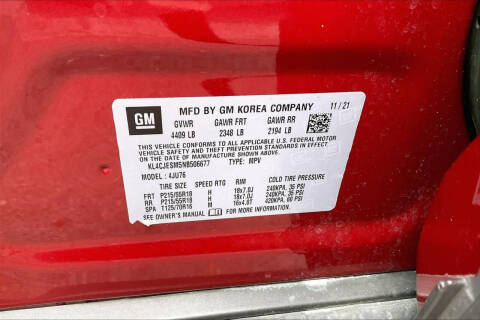 GM
MFD BY GM KOREA COMPANY 11 / 21
GVWR GAWR FRT GAWR RR
4409 LB 2348 LB 2194 LB
THIS VEHICLE CONFORMS TO ALL APPLICABLE U.S. FEDERAL MOTOR
VEHICLE SAFETY, BUMPER, AND THEFT PREVENTION STANDARDS IN
EFFECT ON THE DATE OF MANUFACTURE SHOWN ABOVE.
KL4CJESM5NB506677 TYPE: MPV
MODEL: 4JU76
TIRE SIZE SPEED RTG RIM COLD TIRE PRESSURE
FRT P215/55R18 H 18x7.0J 240KPA, 35 PSI
RR P215/55R18 H 18x7.0J 240KPA, 35 PSI
SPA T125/70R16 M 16x4.0T 420KPA, 60 PSI
SEE OWNER'S MANUAL FOR MORE INFORMATION.